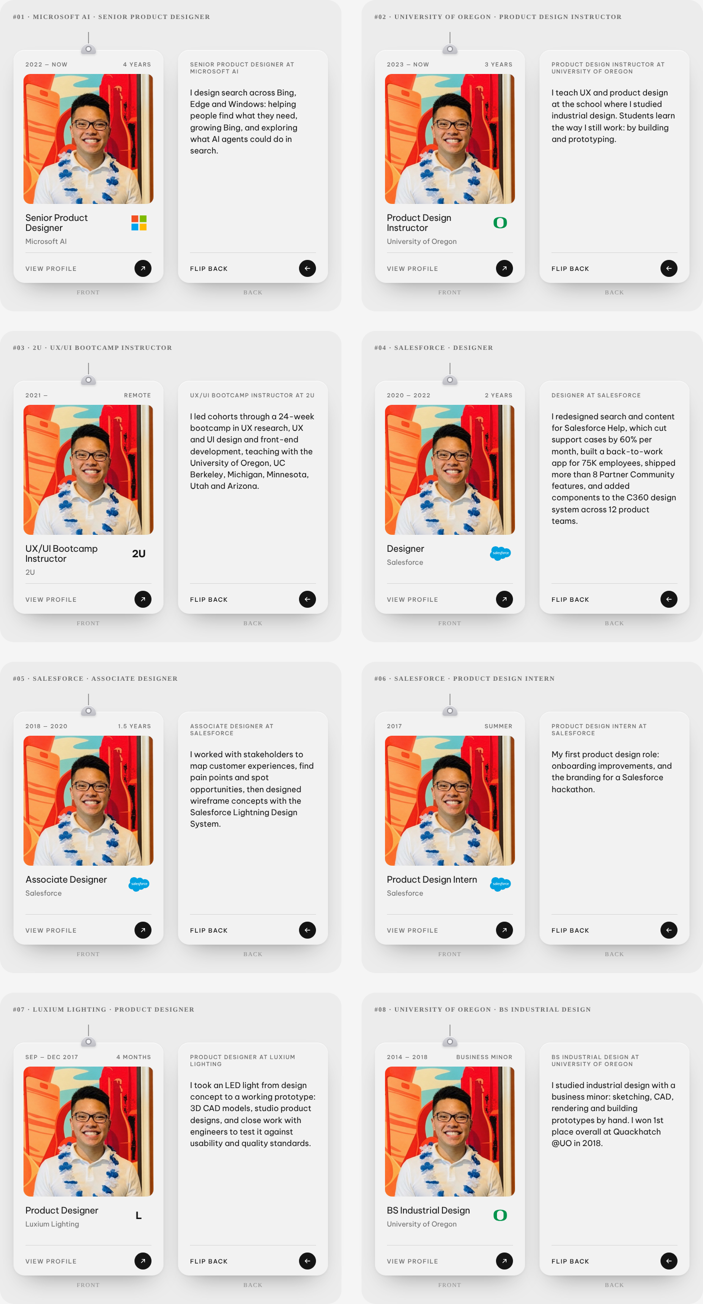 #01 · MICROSOFT AI · SENIOR PRODUCT DESIGNER
2022 — NOW
4 YEARS
Senior Product
Designer
Microsoft AI
VIEW PROFILE
FRONT
SENIOR PRODUCT DESIGNER AT
MICROSOFT AI
I design search across Bing,
Edge and Windows: helping
people find what they need,
growing Bing, and exploring
what AI agents could do in
search.
FLIP BACK
BACK
#02 · UNIVERSITY OF OREGON · PRODUCT DESIGN INSTRUCTOR
2023 — NOW
3 YEARS
Product Design
Instructor
University of Oregon
O
VIEW PROFILE
FRONT
PRODUCT DESIGN INSTRUCTOR AT
UNIVERSITY OF OREGON
I teach UX and product design
at the school where I studied
industrial design. Students learn
the way I still work: by building
and prototyping.
FLIP BACK
BACK
#03 · 2U · UX/UI BOOTCAMP INSTRUCTOR
2021 —
REMOTE
UX/UI Bootcamp
Instructor
2U
2U
VIEW PROFILE
FRONT
UX/UI BOOTCAMP INSTRUCTOR AT 2U
I led cohorts through a 24-week
bootcamp in UX research, UX
and UI design and front-end
development, teaching with the
University of Oregon, UC
Berkeley, Michigan, Minnesota,
Utah and Arizona.
FLIP BACK
BACK
#04 · SALESFORCE · DESIGNER
2020 — 2022
2 YEARS
Designer
Salesforce
salesforce
VIEW PROFILE
FRONT
DESIGNER AT SALESFORCE
I redesigned search and content
for Salesforce Help, which cut
support cases by 60% per
month, built a back-to-work
app for 75K employees, shipped
more than 8 Partner Community
features, and added
components to the C360 design
system across 12 product
teams.
FLIP BACK
BACK
#05 · SALESFORCE · ASSOCIATE DESIGNER
2018 — 2020
1.5 YEARS
Associate Designer
Salesforce
salesforce
VIEW PROFILE
FRONT
ASSOCIATE DESIGNER AT
SALESFORCE
I worked with stakeholders to
map customer experiences, find
pain points and spot
opportunities, then designed
wireframe concepts with the
Salesforce Lightning Design
System.
FLIP BACK
BACK
#06 · SALESFORCE · PRODUCT DESIGN INTERN
2017
SUMMER
Product Design Intern
Salesforce
salesforce
VIEW PROFILE
FRONT
PRODUCT DESIGN INTERN AT
SALESFORCE
My first product design role:
onboarding improvements, and
the branding for a Salesforce
hackathon.
FLIP BACK
BACK
#07 · LUXIUM LIGHTING · PRODUCT DESIGNER
SEP — DEC 2017
4 MONTHS
Product Designer
Luxium Lighting
L
VIEW PROFILE
FRONT
PRODUCT DESIGNER AT LUXIUM
LIGHTING
I took an LED light from design
concept to a working prototype:
3D CAD models, studio product
designs, and close work with
engineers to test it against
usability and quality standards.
FLIP BACK
BACK
#08 · UNIVERSITY OF OREGON · BS INDUSTRIAL DESIGN
2014 — 2018
BUSINESS MINOR
BS Industrial Design
University of Oregon
O
VIEW PROFILE
FRONT
BS INDUSTRIAL DESIGN AT
UNIVERSITY OF OREGON
I studied industrial design with a
business minor: sketching, CAD,
rendering and building
prototypes by hand. I won 1st
place overall at Quackhatch
@UO in 2018.
FLIP BACK
BACK